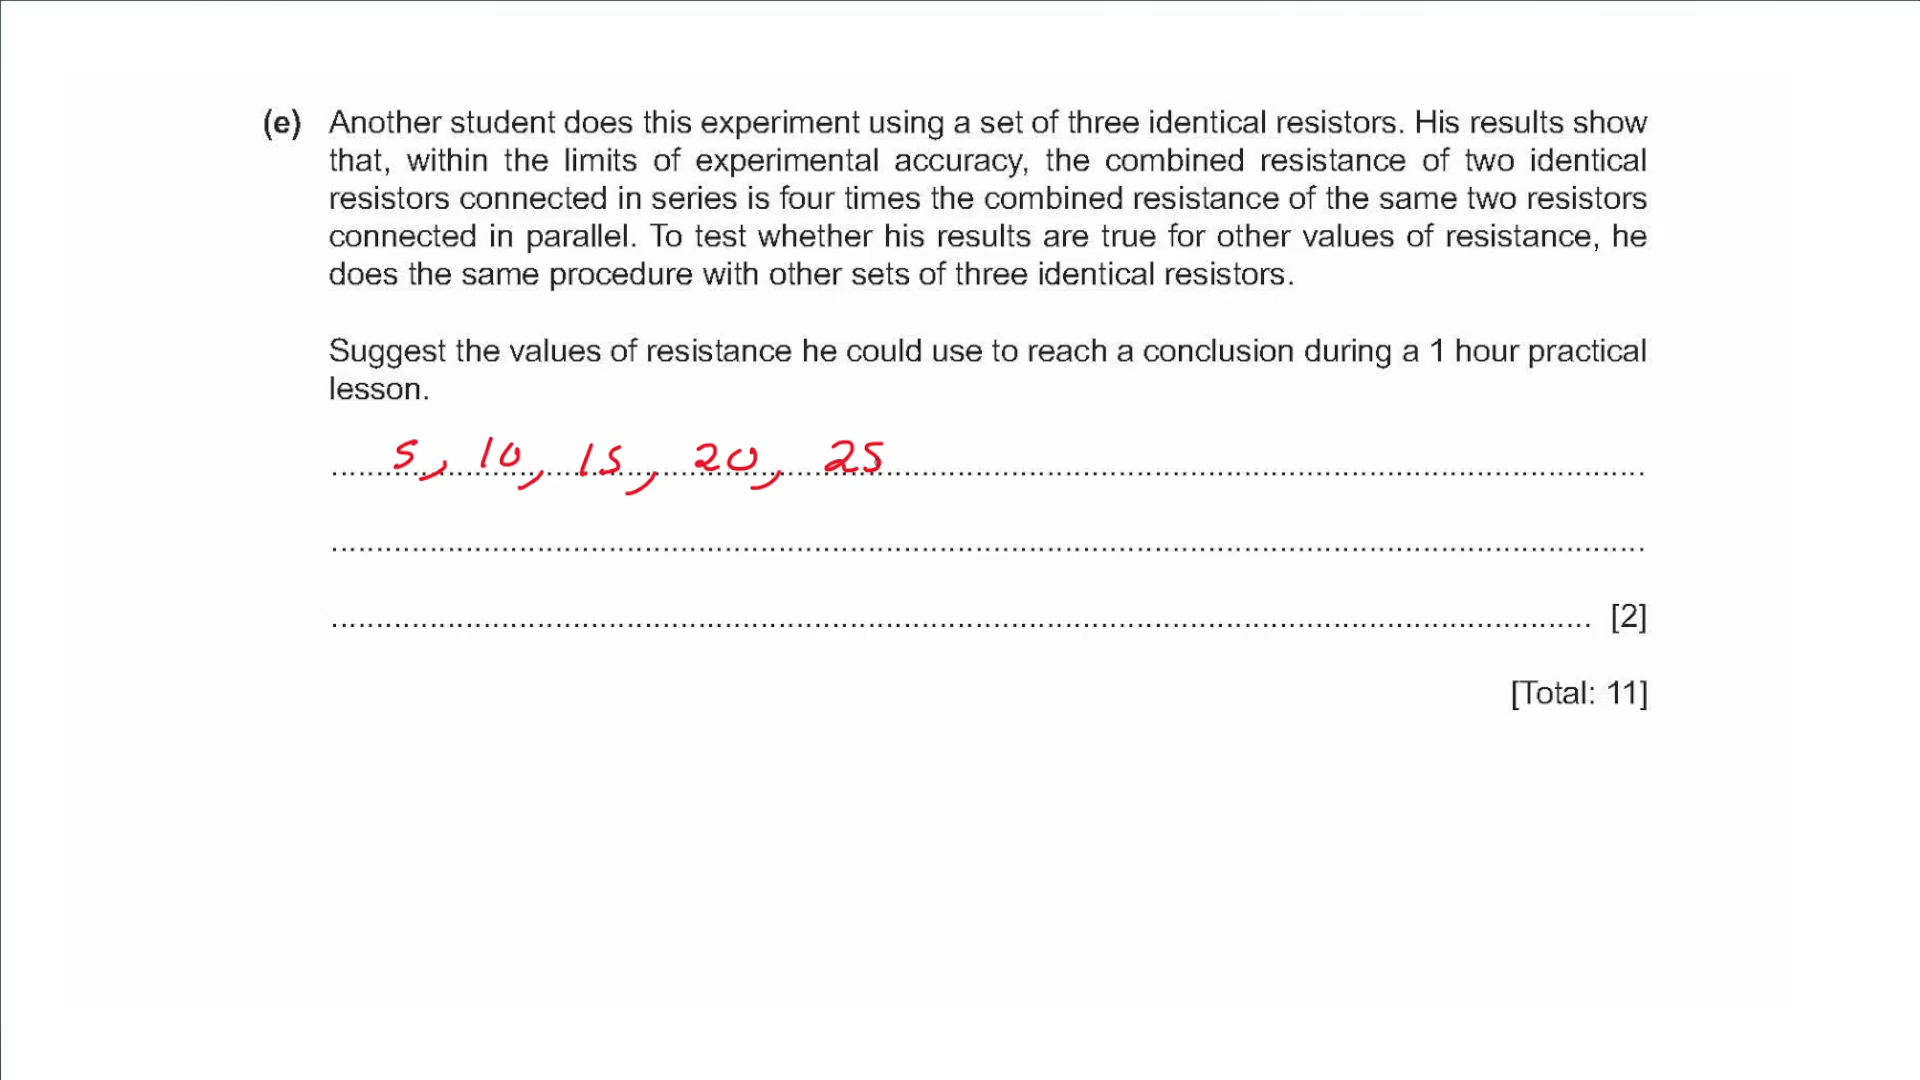 (e) Another student does this experiment using a set of three identical resistors. His results show
that, within the limits of experimental accuracy, the combined resistance of two identical
resistors connected in series is four times the combined resistance of the same two resistors
connected in parallel. To test whether his results are true for other values of resistance, he
does the same procedure with other sets of three identical resistors.
Suggest the values of resistance he could use to reach a conclusion during a 1 hour practical
lesson.
5, 10, 15, 20, 25
[2]
[Total: 11]